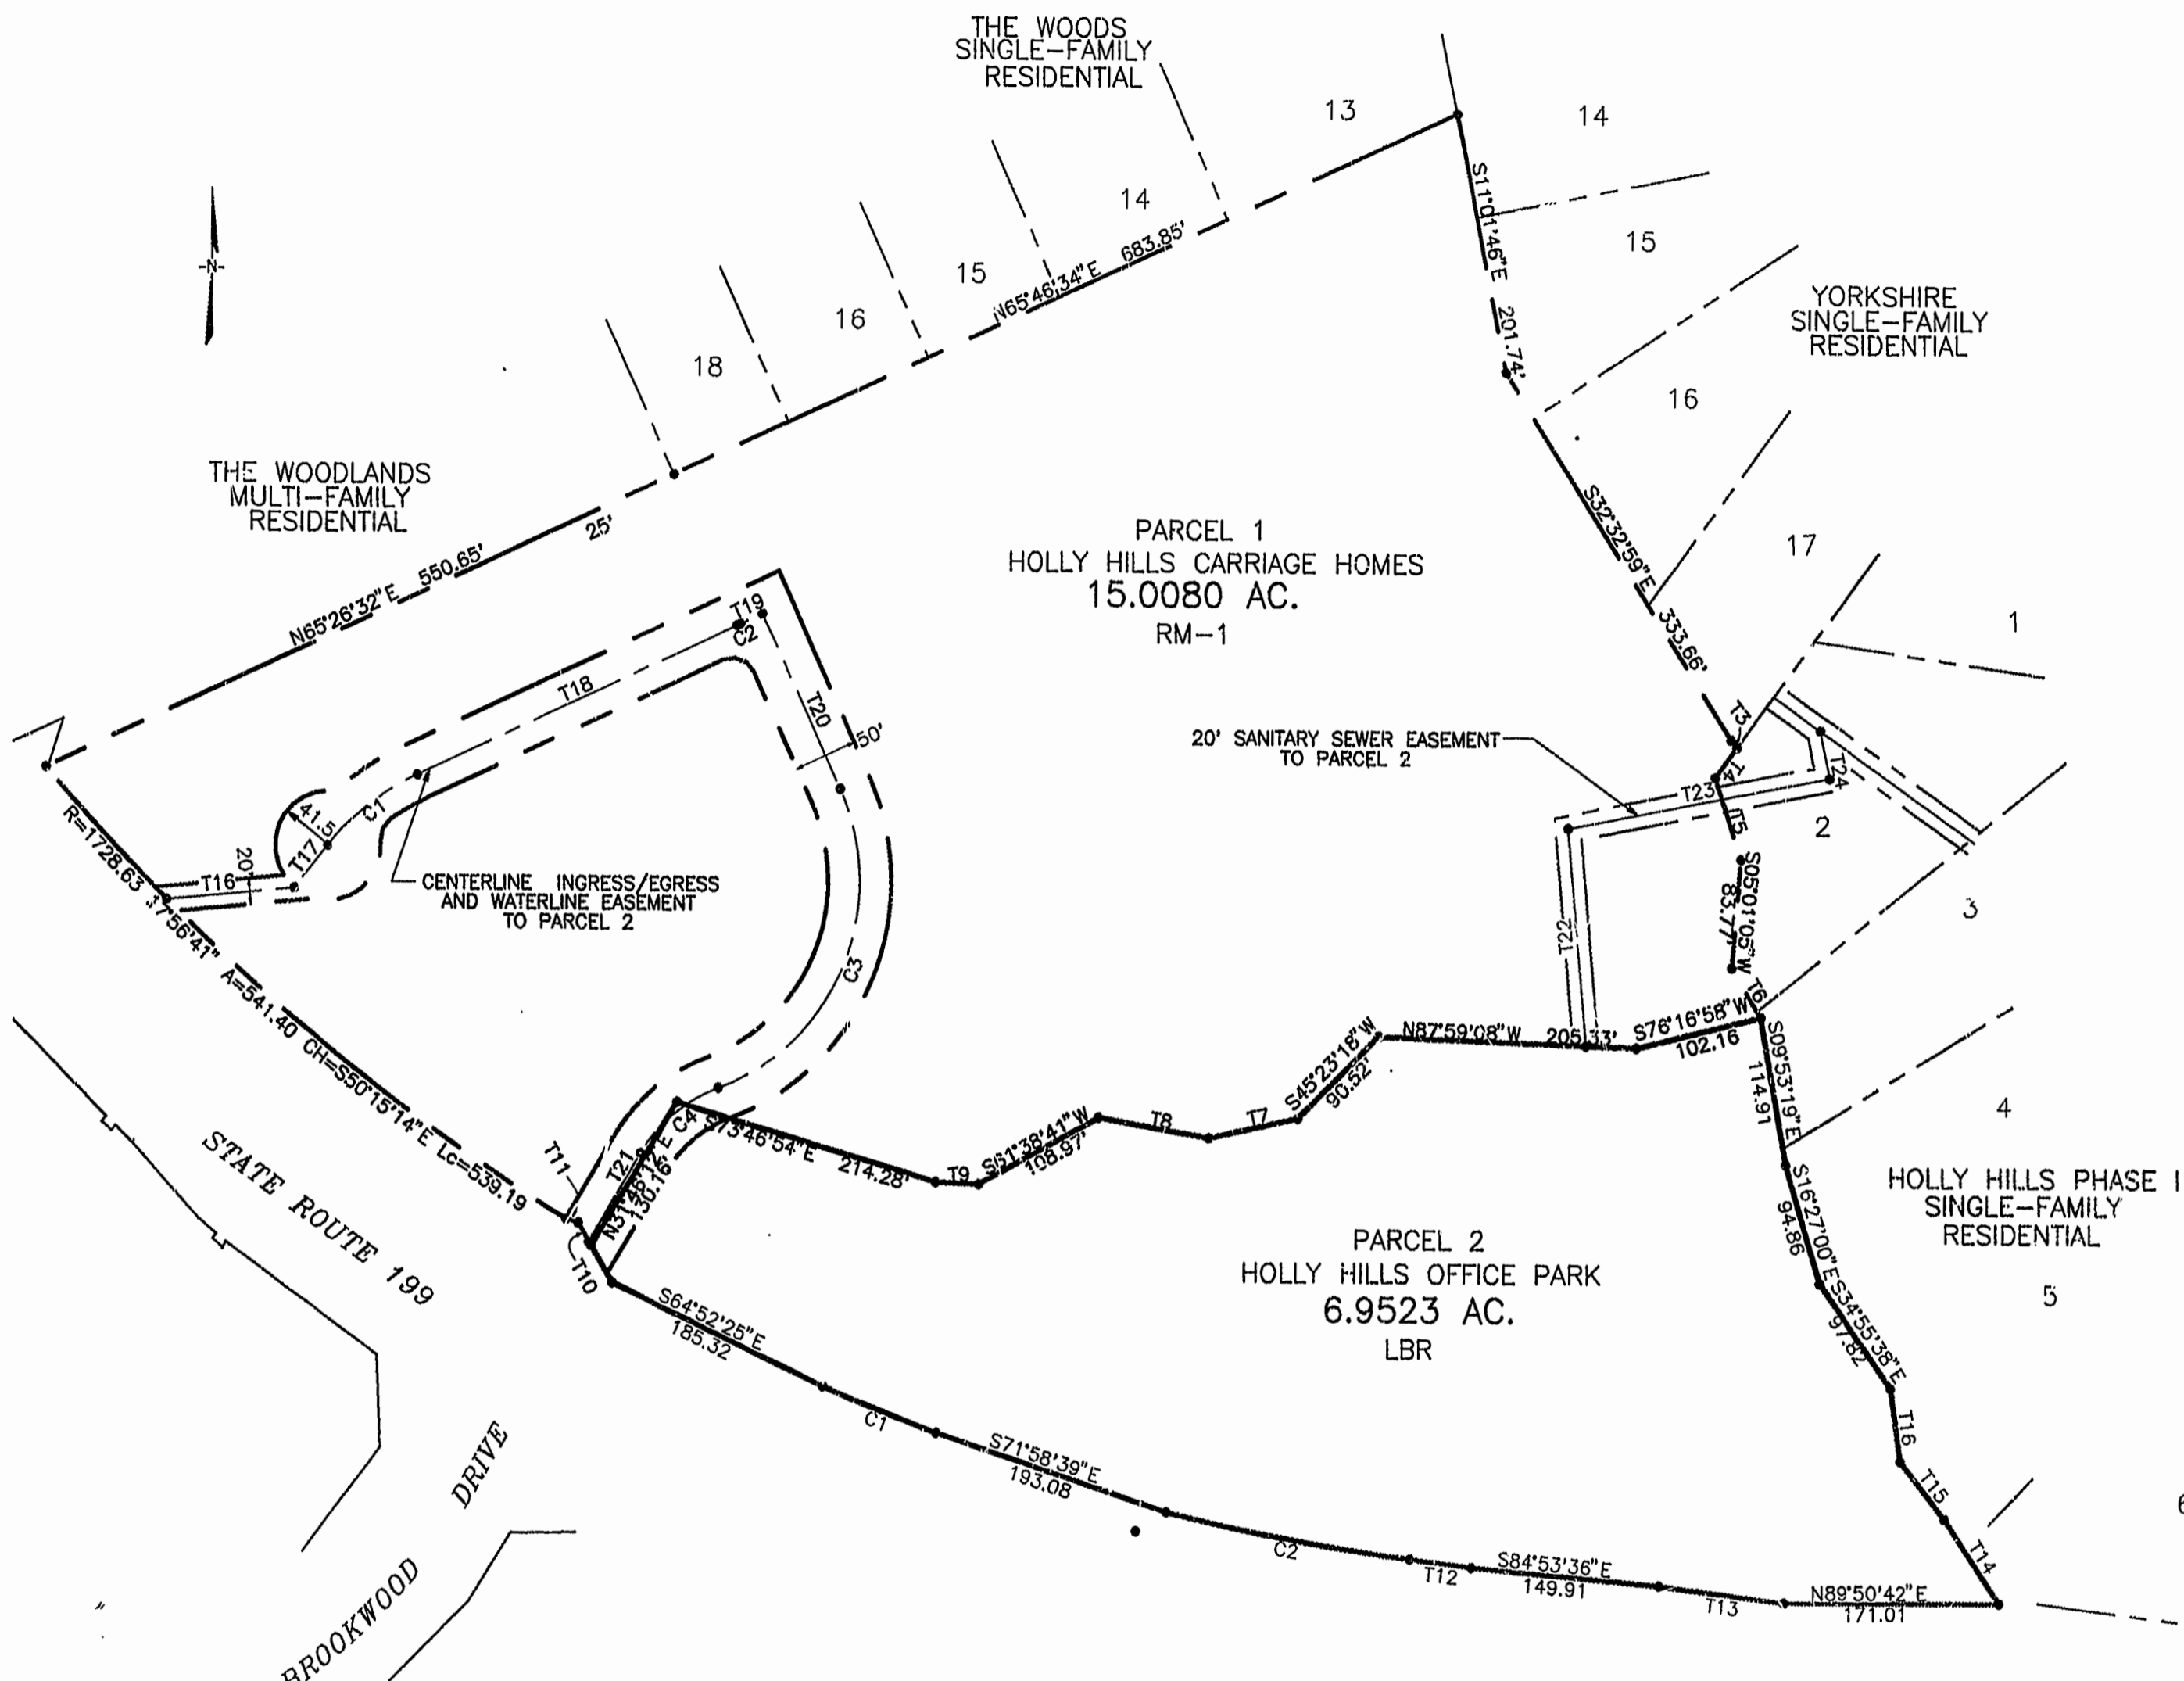 THE WOODS
SINGLE-FAMILY
RESIDENTIAL
13
14
S11°01'46"E 201.74'
15
14
N65°46'34"E 683.85'
15
16
18
-N-
YORKSHIRE
SINGLE-FAMILY
RESIDENTIAL
16
THE WOODLANDS
MULTI-FAMILY
RESIDENTIAL
25'
N65°26'32"E 550.65'
PARCEL 1
HOLLY HILLS CARRIAGE HOMES
15.0080 AC.
RM-1
S32°32'59"E 333.66'
17
1
T19
C2
T18
T20
50'
T3
T4
20' SANITARY SEWER EASEMENT
TO PARCEL 2
T24
T23
T5
2
41.5
C1
T17
20'
T16
R=1728.63
17°56'41" A=541.40 CH=S50°15'14"E Lc=539.19
CENTERLINE INGRESS/EGRESS
AND WATERLINE EASEMENT
TO PARCEL 2
C3
T22
S05°01'05"W
83.77'
3
T6
S76°16'58"W
102.16
N87°59'08"W 205.33'
S45°23'18"W
90.52'
S09°53'19"E
114.91
4
T7
T8
S61°38'41"W
108.97'
T9
S73°46'54"E 214.28'
C4
T21
N31°46'12"E
130.16'
T11
T10
STATE ROUTE 199
HOLLY HILLS PHASE I
SINGLE-FAMILY
RESIDENTIAL
S16°27'00"E
94.86
5
PARCEL 2
HOLLY HILLS OFFICE PARK
6.9523 AC.
LBR
S34°55'38"E
97.82
S64°52'25"E
185.32
C1
S71°58'39"E
193.08
C2
T12
S84°53'36"E
149.91
T13
N89°50'42"E
171.01
T16
T15
T14
6
BROOKWOOD DRIVE